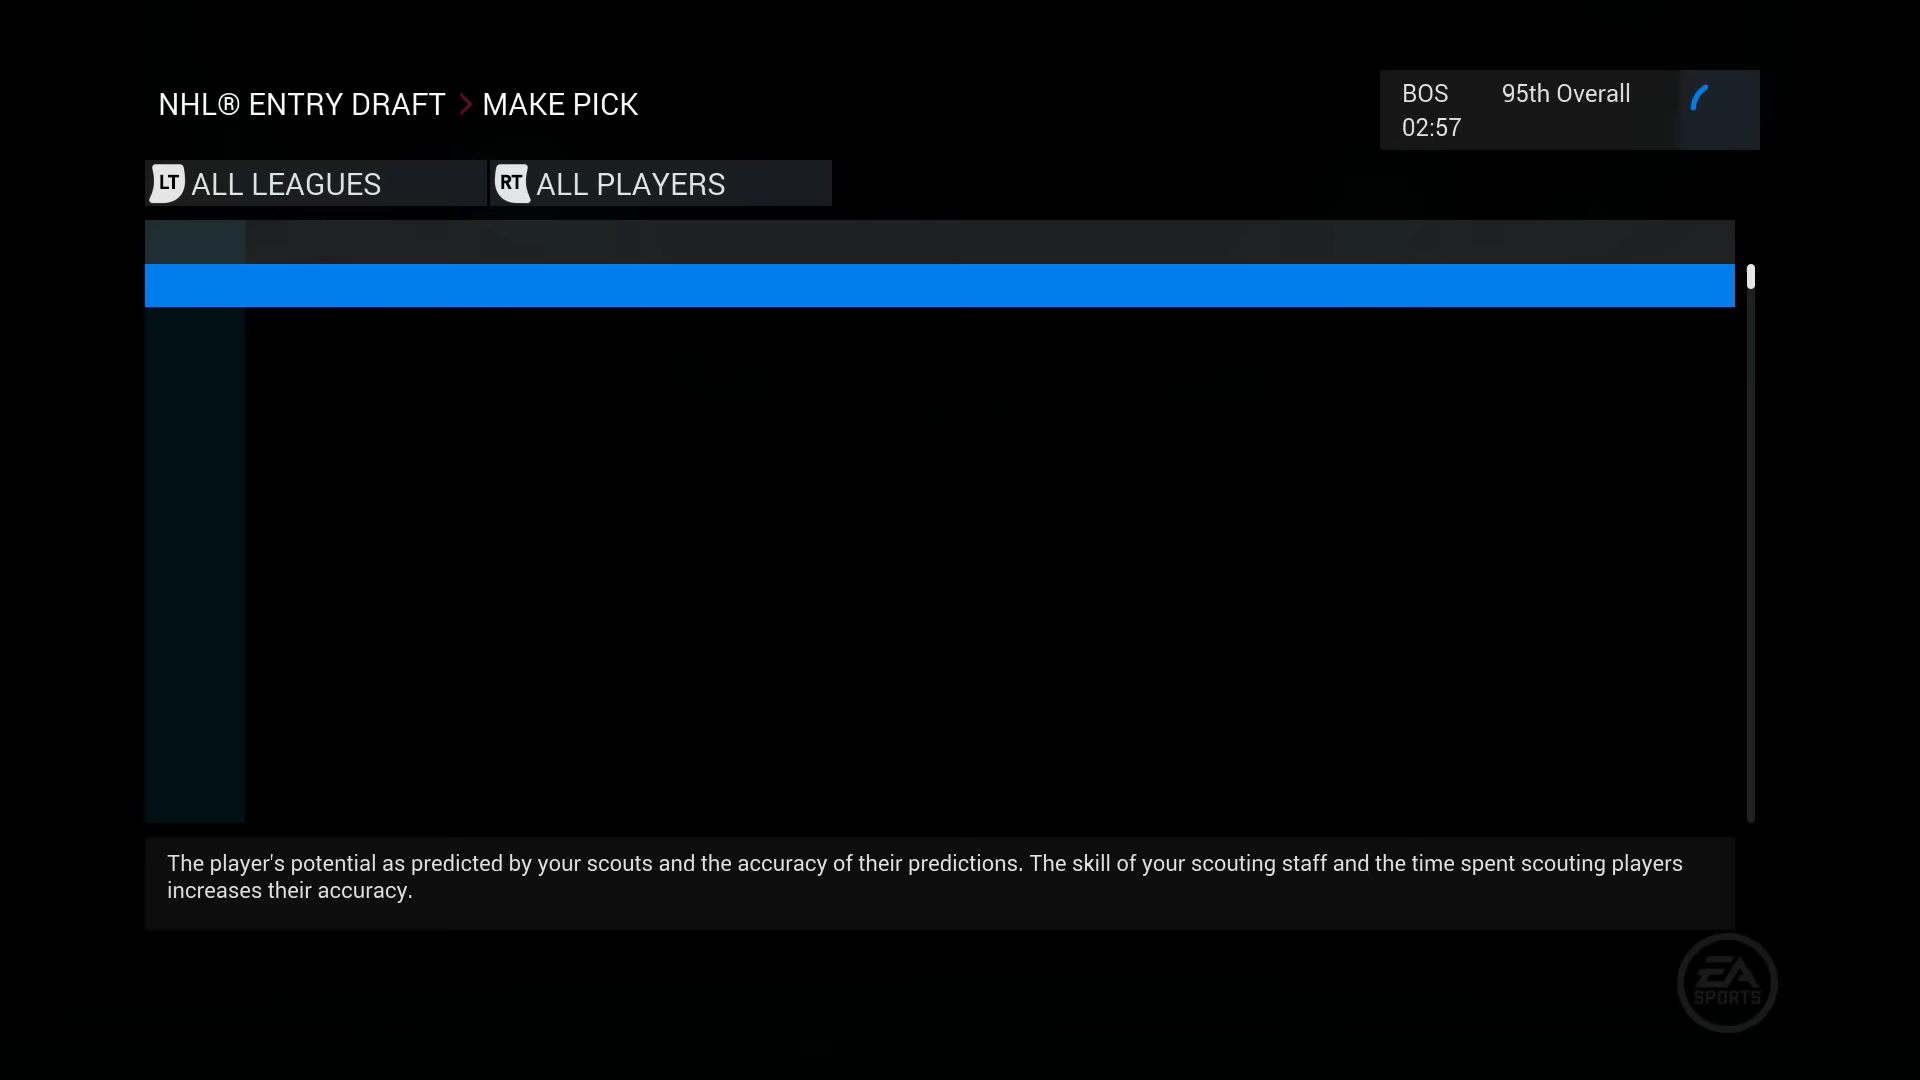 NHL® ENTRY DRAFT > MAKE PICK
BOS 95th Overall
02:57
LT ALL LEAGUES RT ALL PLAYERS
The player's potential as predicted by your scouts and the accuracy of their predictions. The skill of your scouting staff and the time spent scouting players
increases their accuracy.
EA
SPORTS